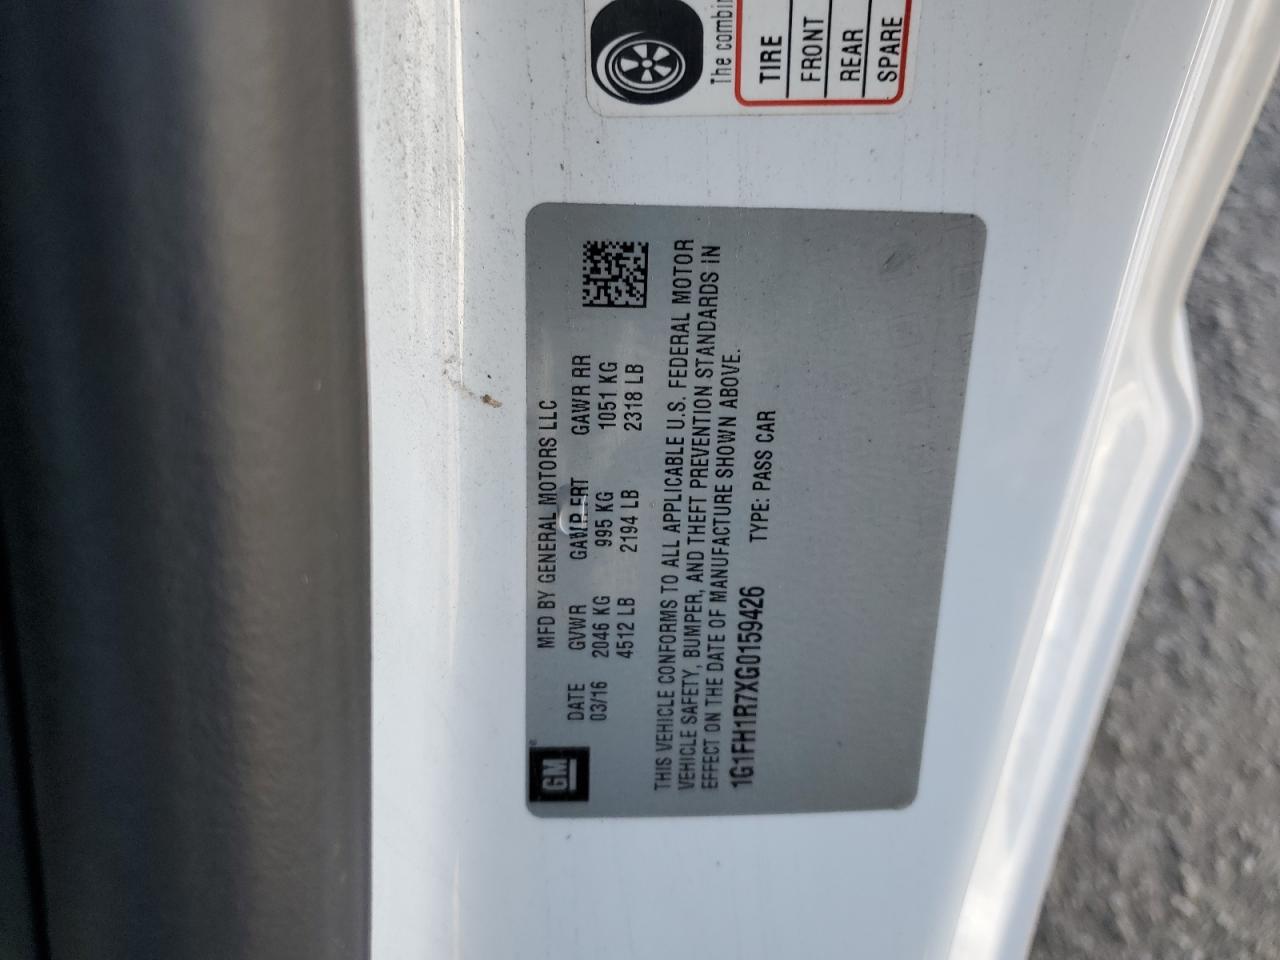 The combin
TIRE
FRONT
REAR
SPARE
GM
MFD BY GENERAL MOTORS LLC
DATE GVWR GAWR FRT GAWR RR
03/16 2046 KG 995 KG 1051 KG
4512 LB 2194 LB 2318 LB
THIS VEHICLE CONFORMS TO ALL APPLICABLE U.S. FEDERAL MOTOR
VEHICLE SAFETY, BUMPER, AND THEFT PREVENTION STANDARDS IN
EFFECT ON THE DATE OF MANUFACTURE SHOWN ABOVE.
1G1FH1R7XG0159426 TYPE: PASS CAR